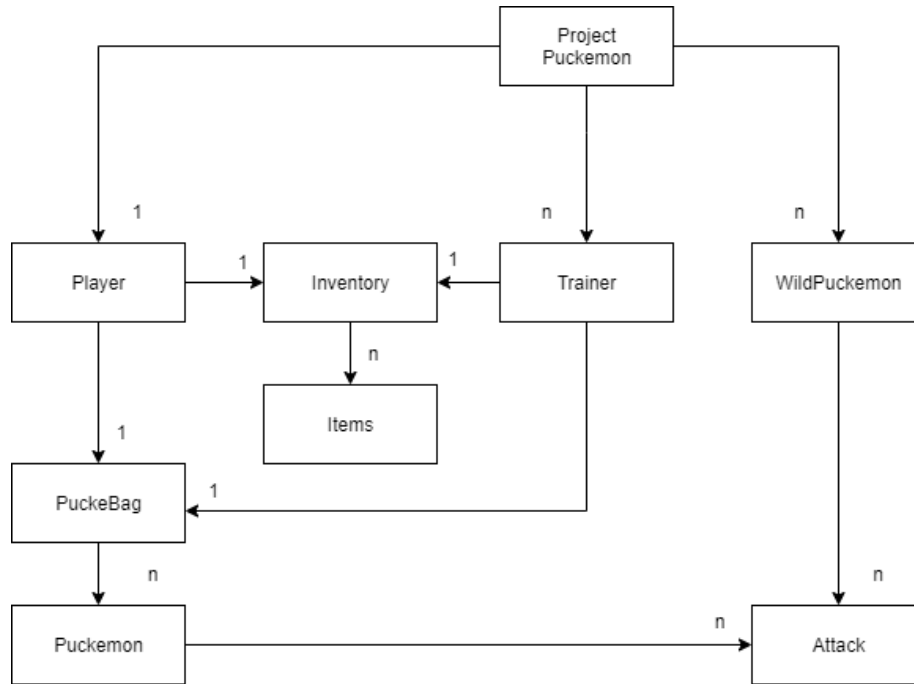 Project
Puckemon
1
n
n
Player
1
Inventory
1
Trainer
WildPuckemon
n
Items
1
PuckeBag
1
n
n
Puckemon
n
Attack